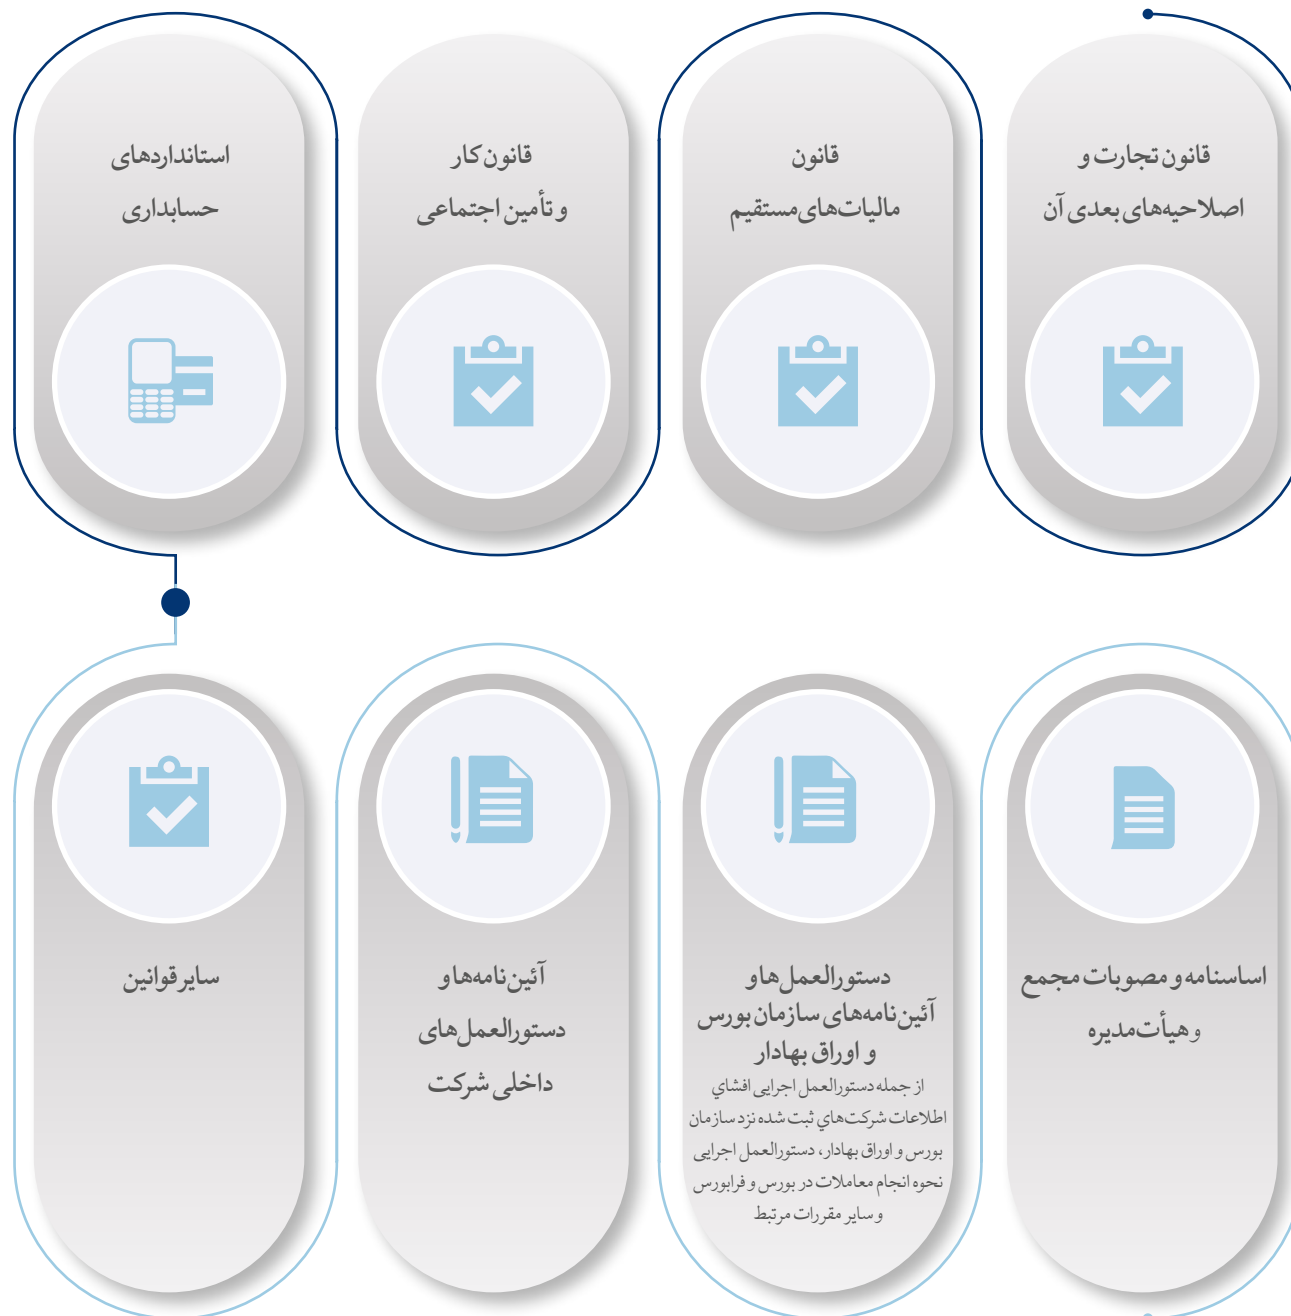 قانون تجارت و
اصلاحیه‌های بعدی آن
قانون
مالیات‌های مستقیم
قانون کار
و تأمین اجتماعی
استانداردهای
حسابداری
اساسنامه و مصوبات مجمع
و هیأت‌مدیره
دستورالعمل‌ها و
آئین‌نامه‌های سازمان بورس
و اوراق بهادار
از جمله دستورالعمل اجرایی افشاي
اطلاعات شرکت‌هاي ثبت شده نزد سازمان
بورس و اوراق بهادار، دستورالعمل اجرایی
نحوه انجام معاملات در بورس و فرابورس
و سایر مقررات مرتبط
آئین‌نامه‌ها و
دستورالعمل‌های
داخلی شرکت
سایر قوانین